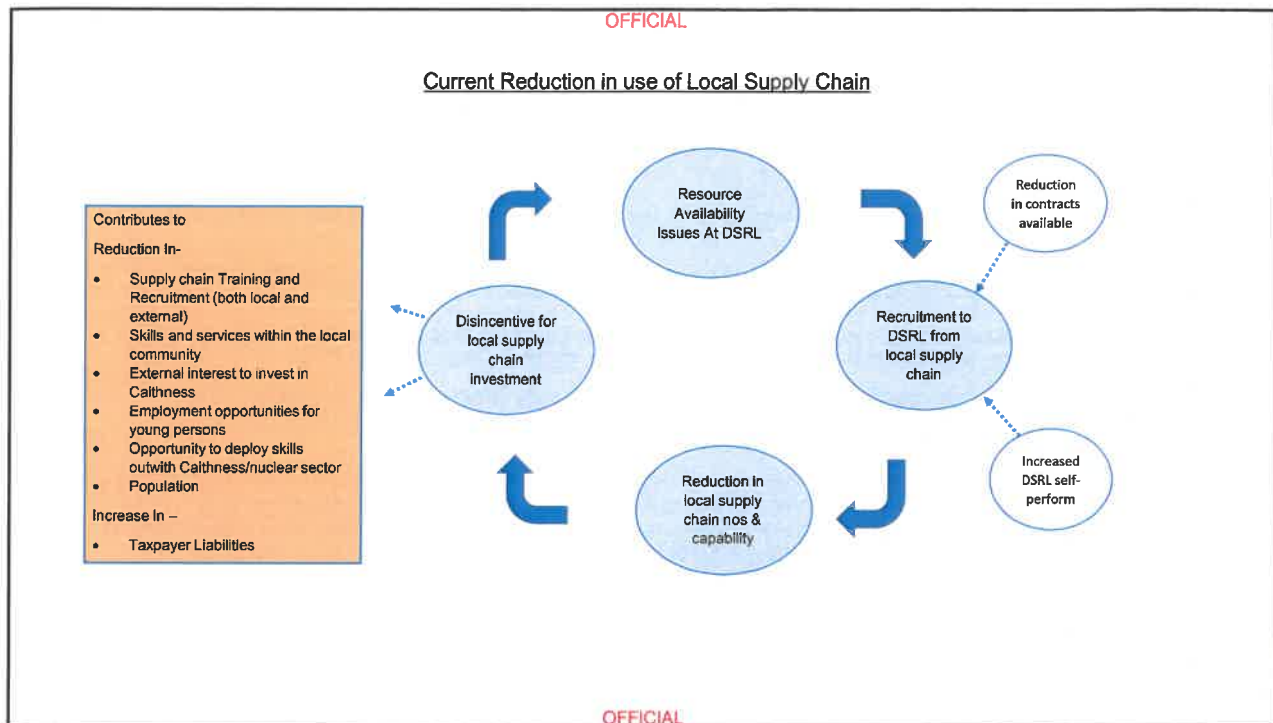 OFFICIAL
Current Reduction in use of Local Supply Chain
Resource
Availability
Issues At DSRL
Reduction
in contracts
available
Recruitment to
DSRL from
local supply
chain
Increased
DSRL self-
perform
Reduction in
local supply
chain nos &
capability
Disincentive for
local supply
chain
investment
Contributes to
Reduction In-
• Supply chain Training and
Recruitment (both local and
external)
• Skills and services within the local
community
• External interest to invest in
Caithness
• Employment opportunities for
young persons
• Opportunity to deploy skills
outwith Caithness/nuclear sector
• Population
Increase In –
• Taxpayer Liabilities
OFFICIAL